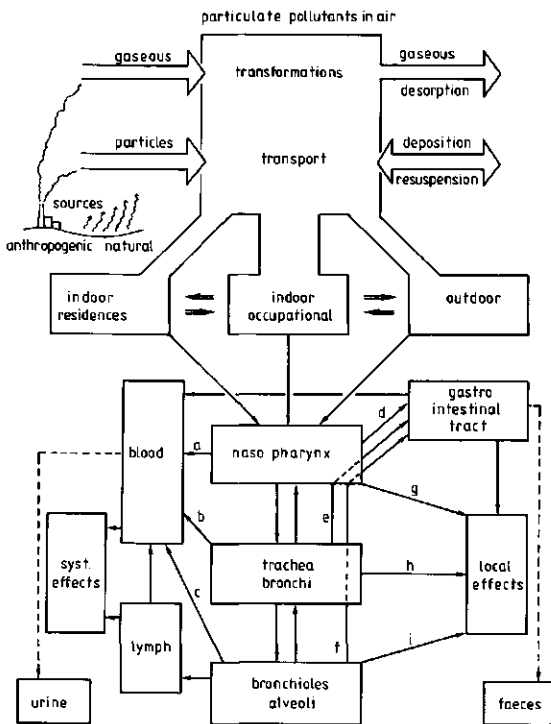 particulate pollutants in air
gaseous
transformations
gaseous
desorption
particles
transport
deposition
resuspension
sources
anthropogenic natural
indoor
residences
indoor
occupational
outdoor
gastro
intestinal
tract
d
blood
a
naso pharynx
g
e
b
syst.
effects
trachea
bronchi
h
local
effects
c
lymph
f
i
bronchioles
alveoli
urine
faeces